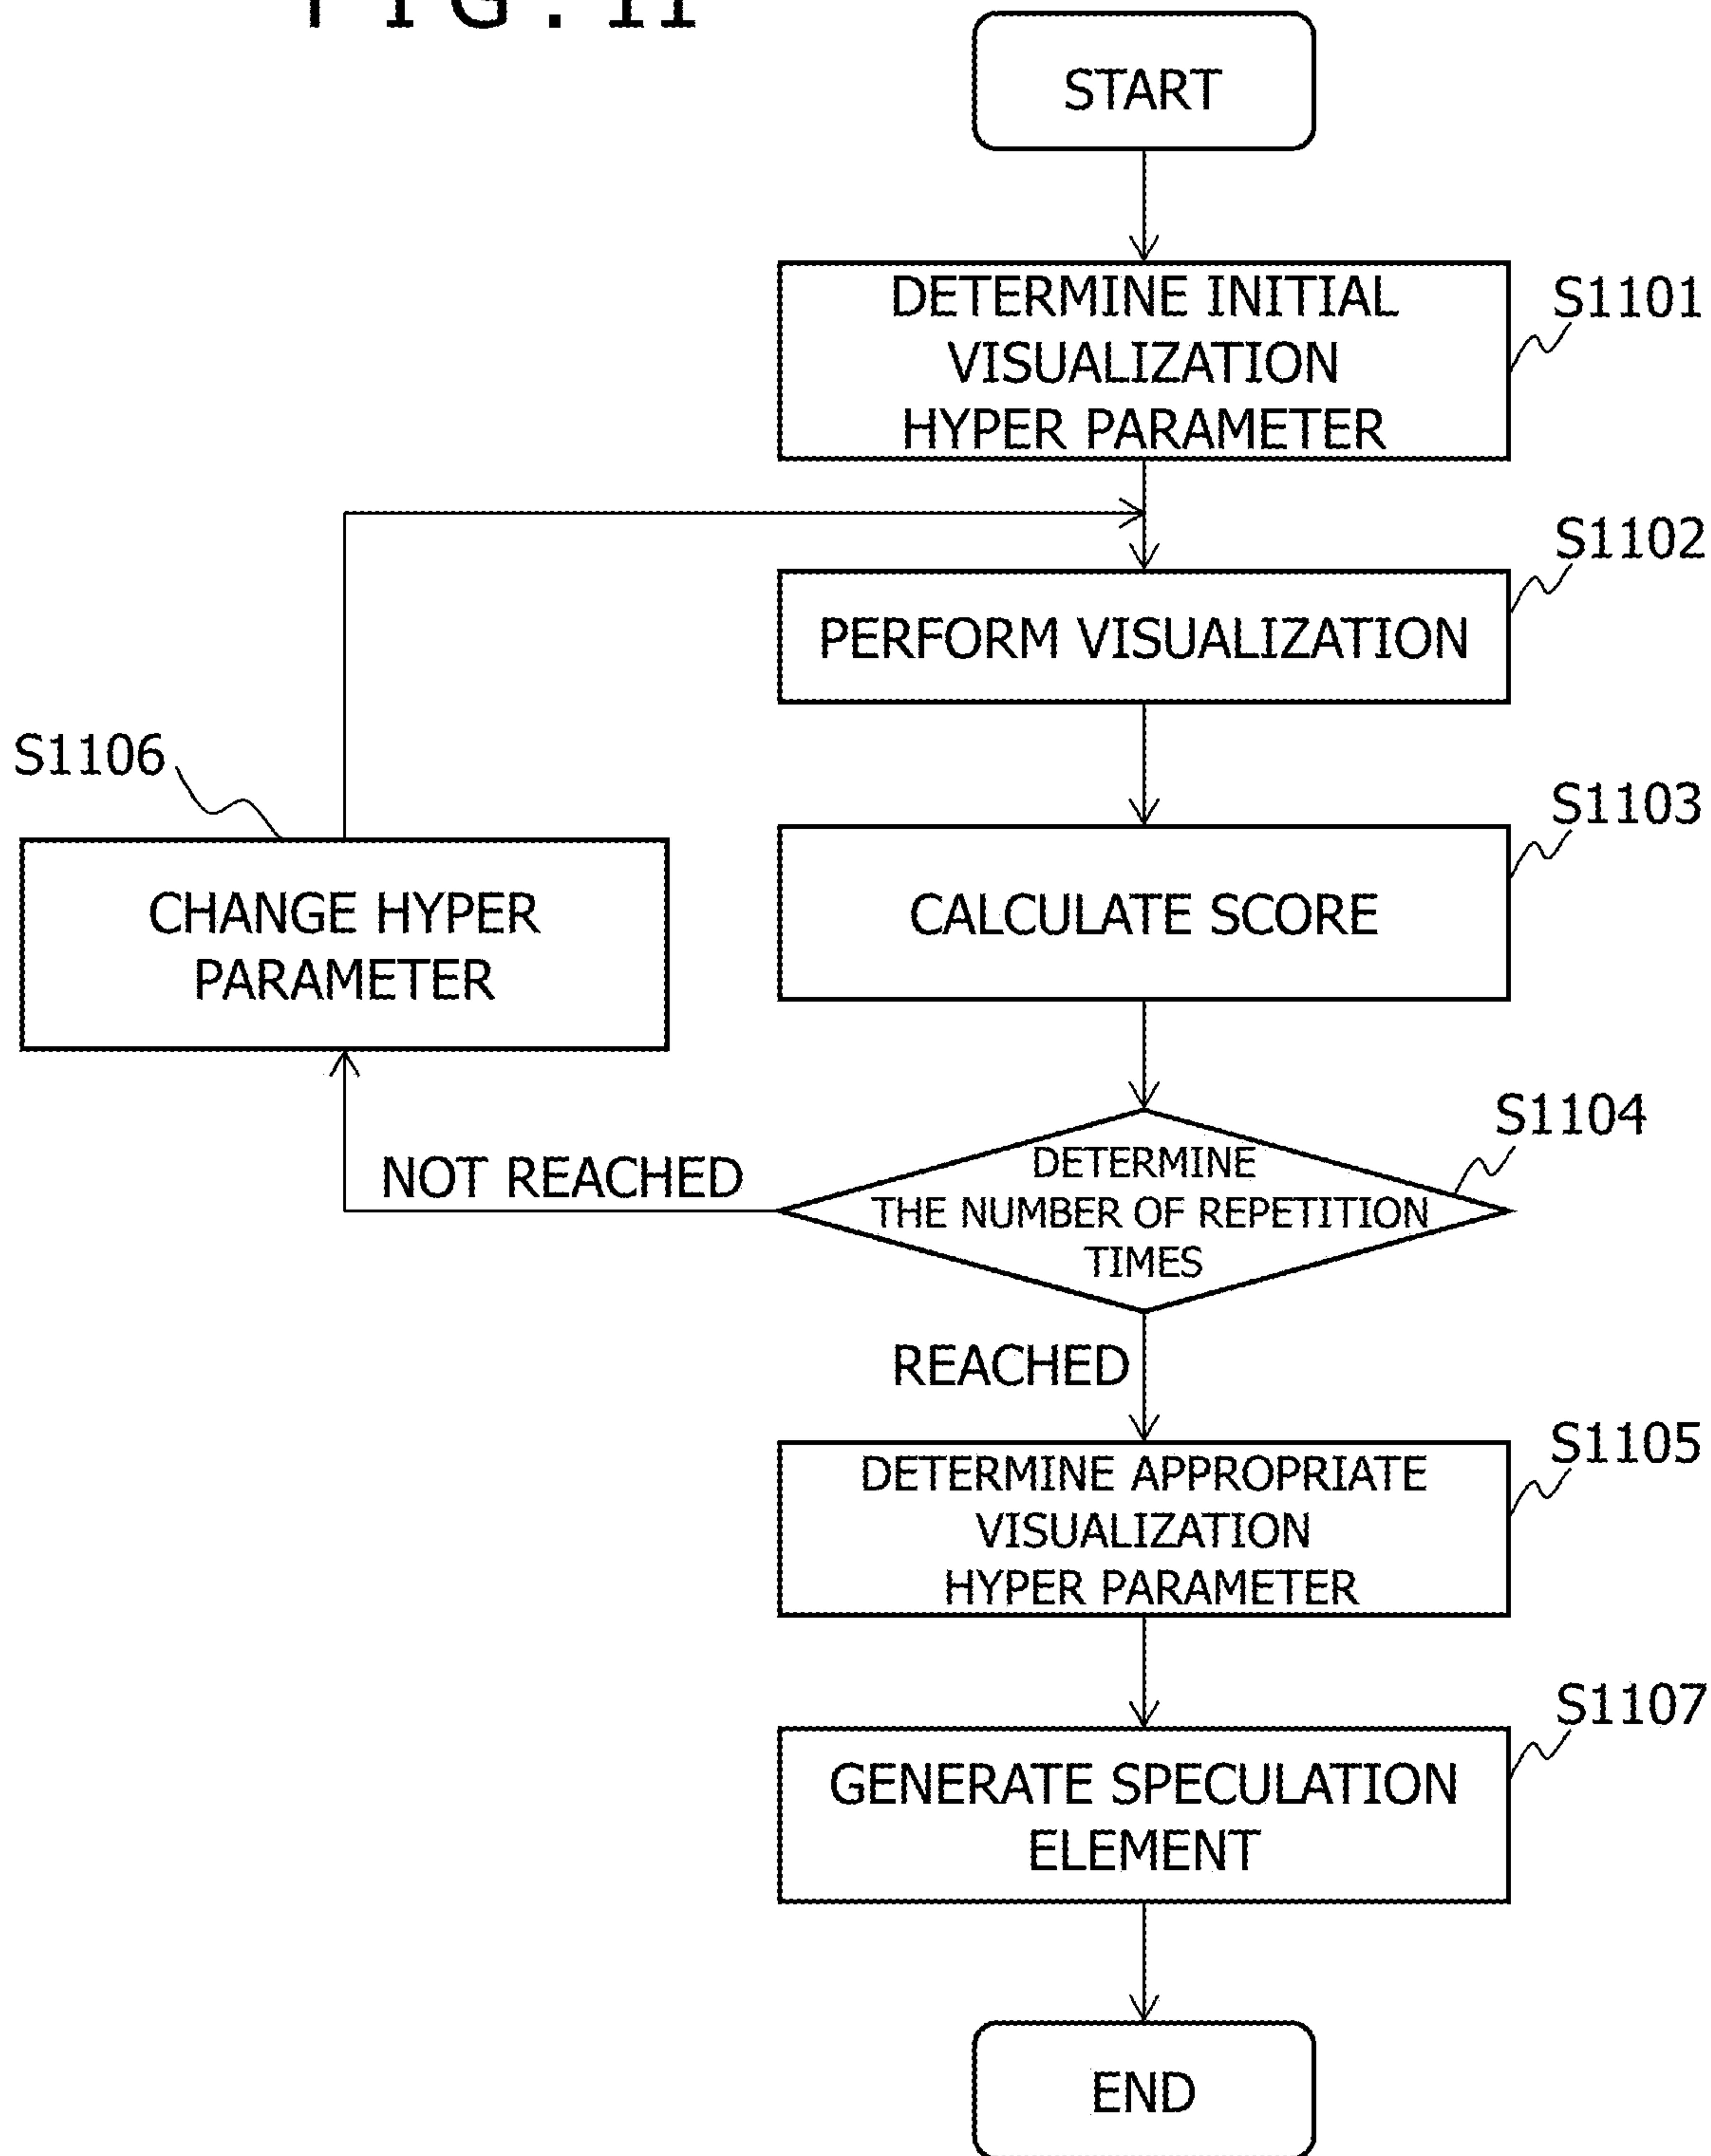 FIG. 11
START
DETERMINE INITIAL
VISUALIZATION
HYPER PARAMETER
S1101
S1102
PERFORM VISUALIZATION
S1106
S1103
CHANGE HYPER
PARAMETER
CALCULATE SCORE
S1104
NOT REACHED
DETERMINE
THE NUMBER OF REPETITION
TIMES
REACHED
S1105
DETERMINE APPROPRIATE
VISUALIZATION
HYPER PARAMETER
S1107
GENERATE SPECULATION
ELEMENT
END